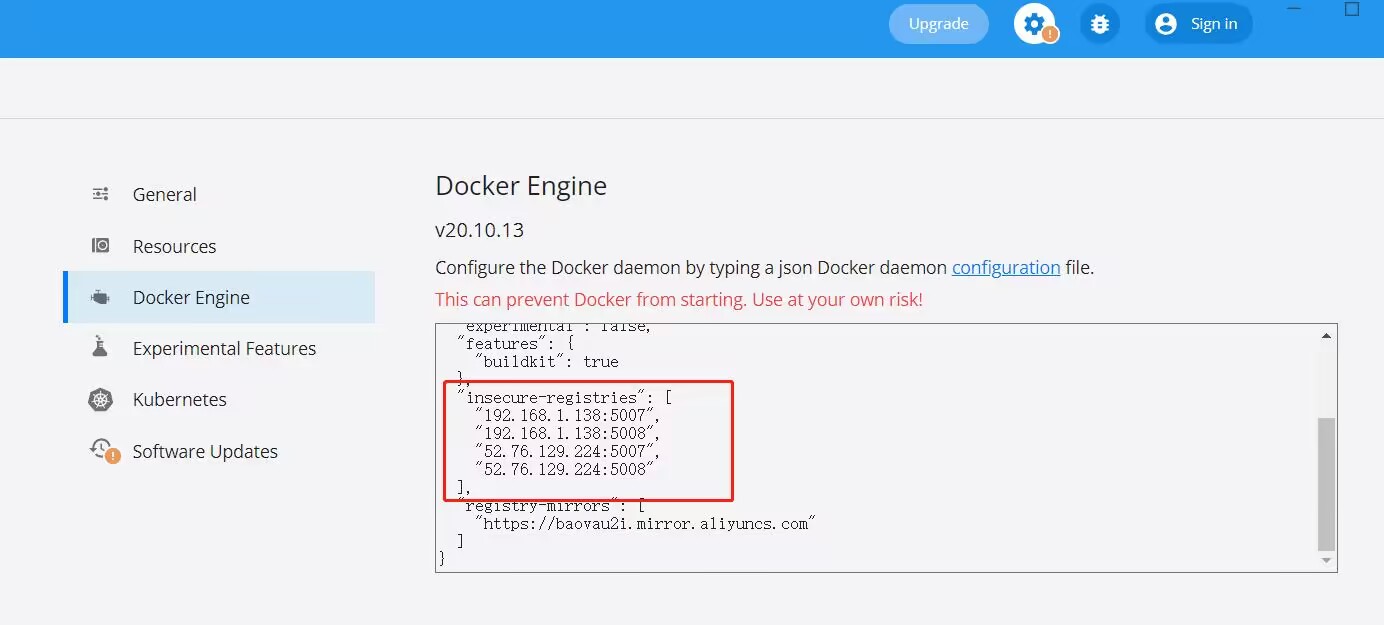 Upgrade
Sign in
General
Resources
Docker Engine
Experimental Features
Kubernetes
Software Updates
Docker Engine
v20.10.13
Configure the Docker daemon by typing a json Docker daemon configuration file.
This can prevent Docker from starting. Use at your own risk!
"experimental": false,
"features": {
"buildkit": true
},
"insecure-registries": [
"192.168.1.138:5007",
"192.168.1.138:5008",
"52.76.129.224:5007",
"52.76.129.224:5008"
],
"registry-mirrors": [
"https://baovau2i.mirror.aliyuncs.com"
]
}